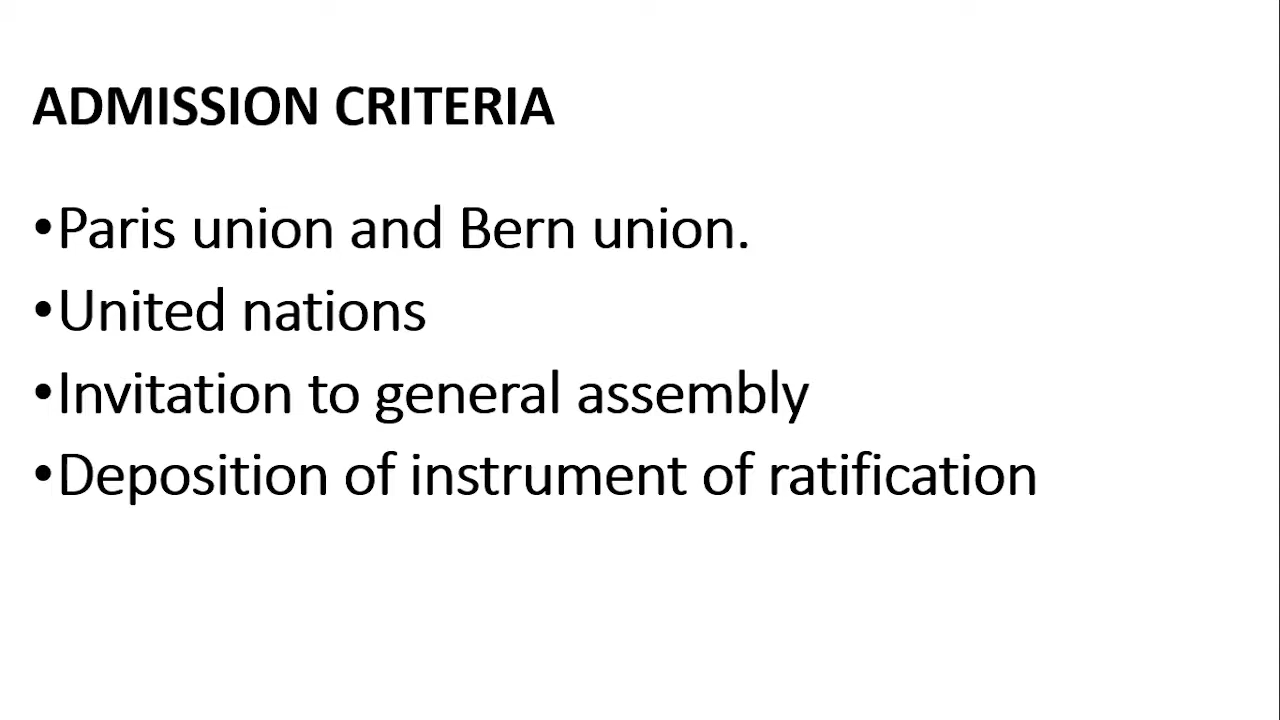 ADMISSION CRITERIA
•Paris union and Bern union.
•United nations
•Invitation to general assembly
•Deposition of instrument of ratification